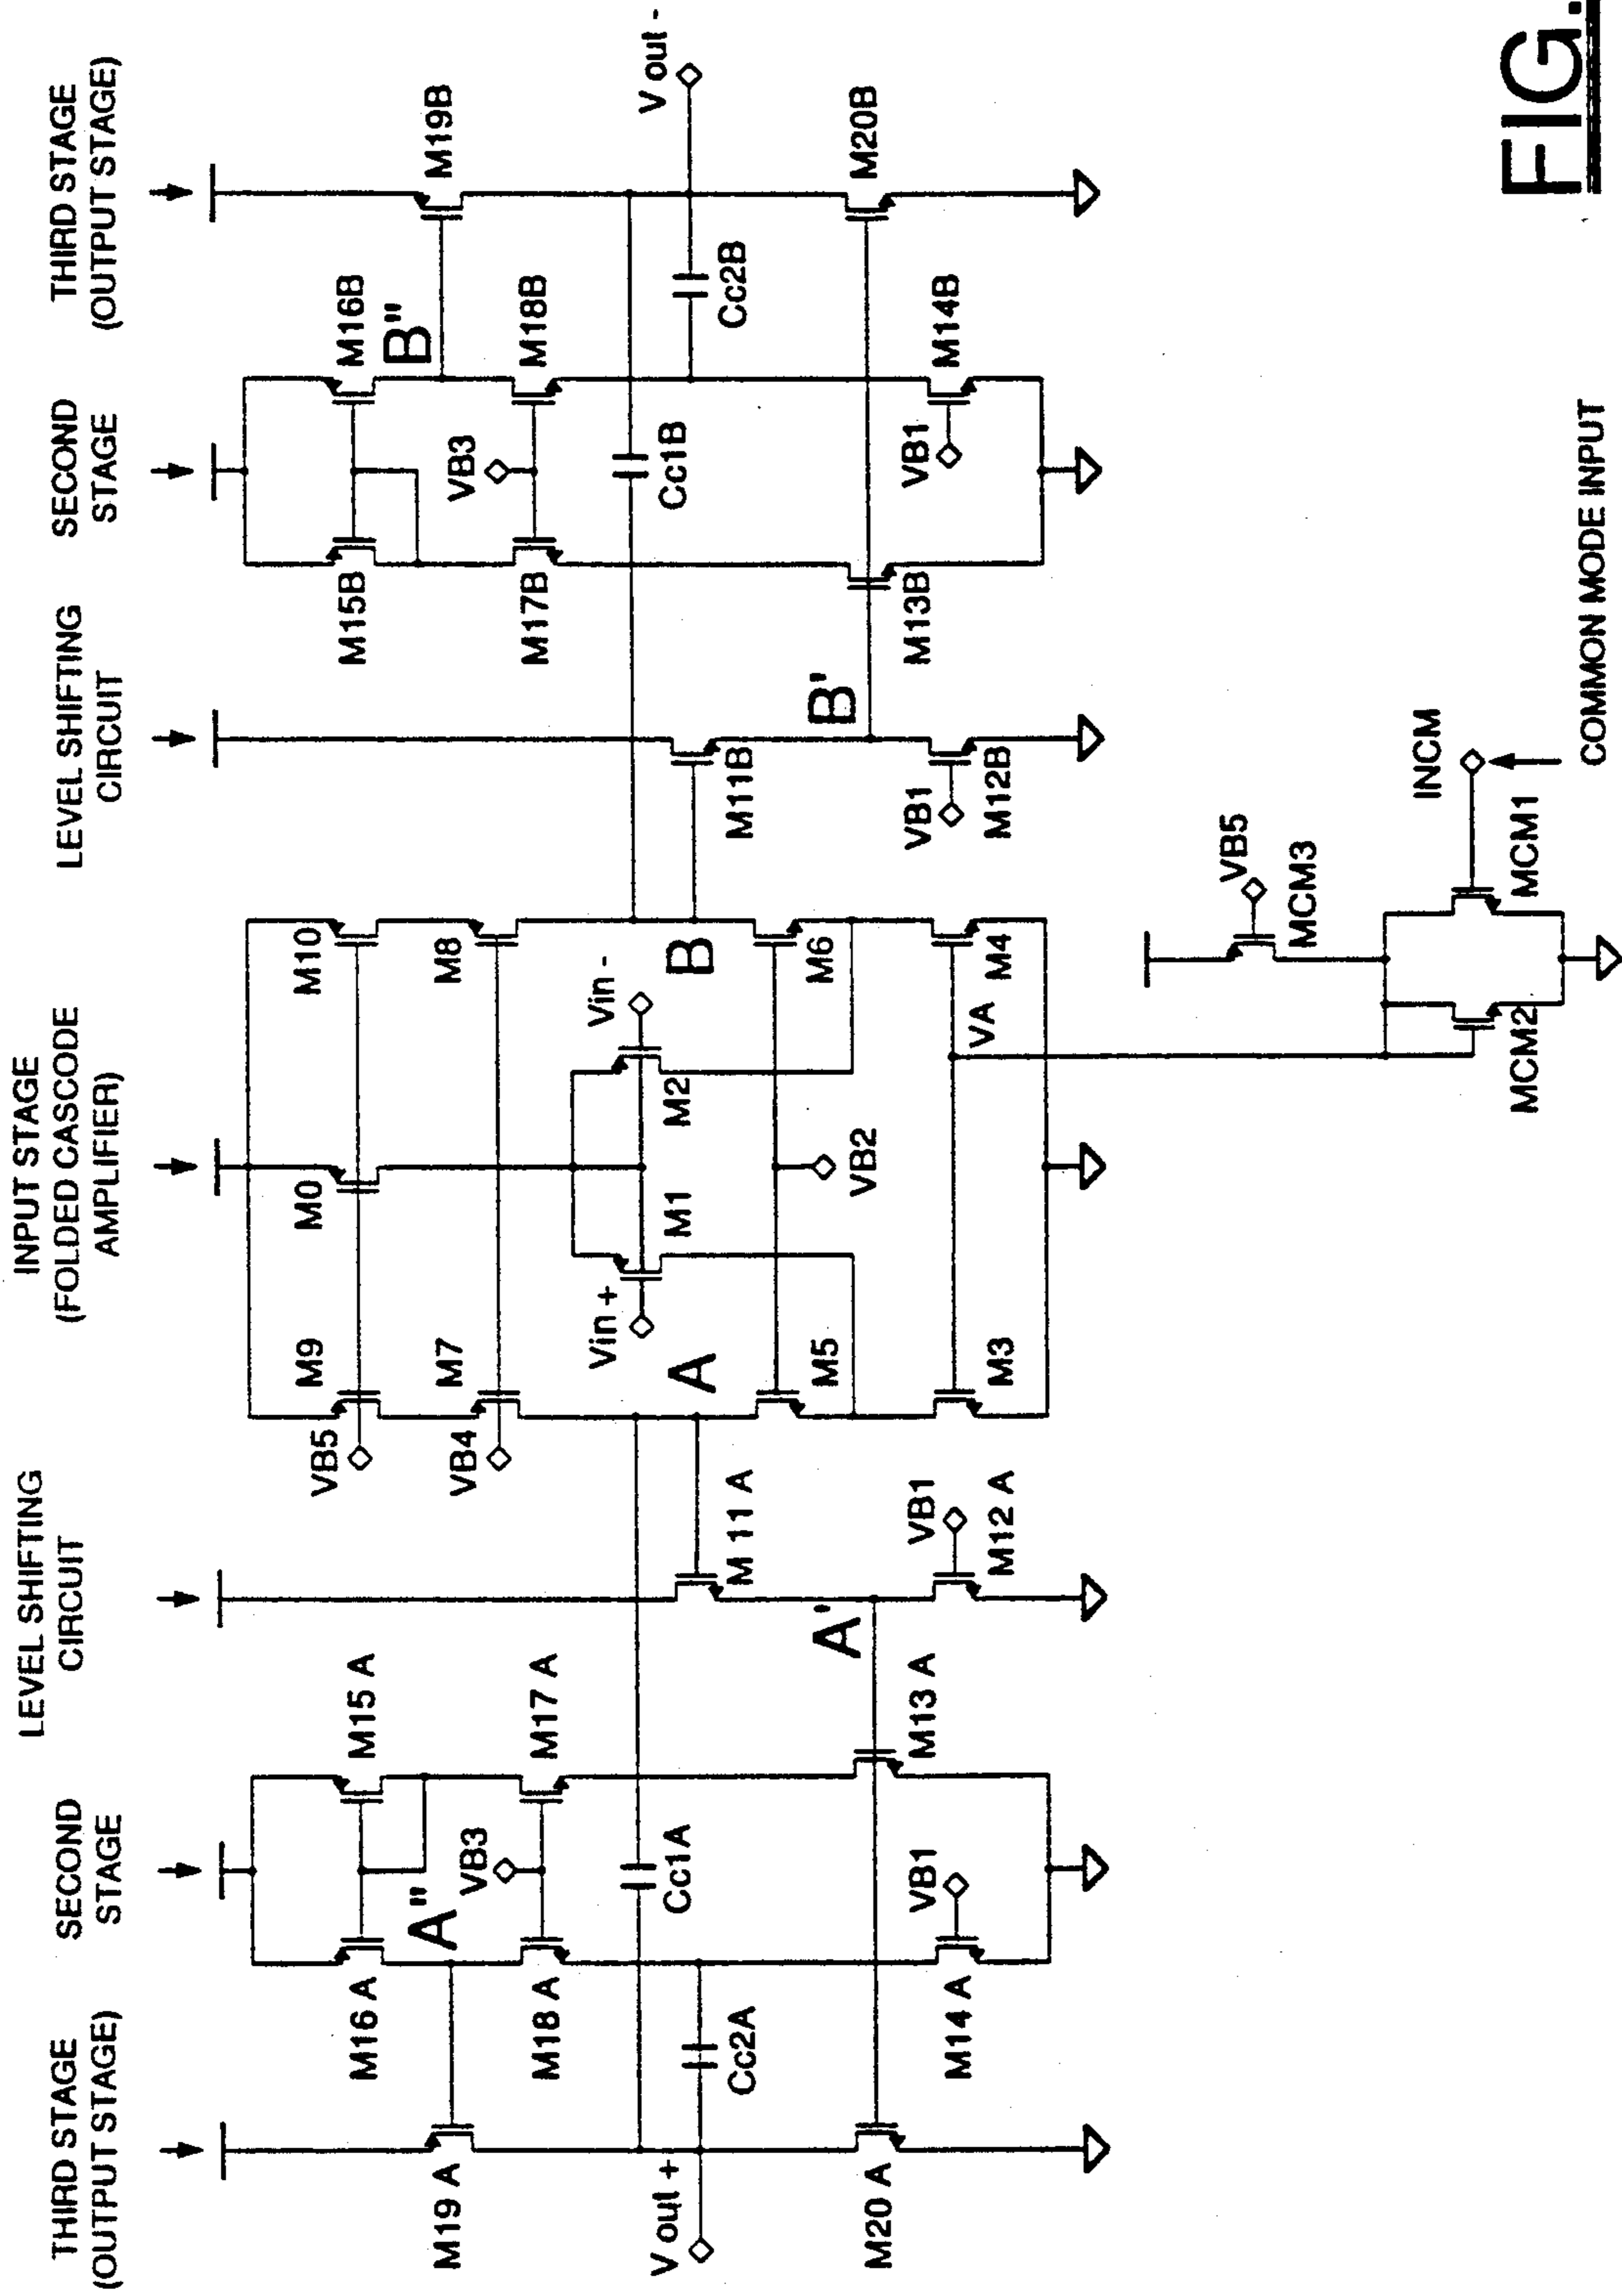 THIRD STAGE
(OUTPUT STAGE)
SECOND
STAGE
LEVEL SHIFTING
CIRCUIT
INPUT STAGE
(FOLDED CASCODE
AMPLIFIER)
LEVEL SHIFTING
CIRCUIT
SECOND
STAGE
THIRD STAGE
(OUTPUT STAGE)
M19 A
M16 A
A"
M15 A
VB3
M18 A
M17 A
V out +
Cc2A
Cc1A
M20 A
M14 A
VB1
M13 A
A'
M 11 A
VB1
M12 A
VB5
M9
VB4
M7
M0
M10
M8
Vin +
M1
M2
Vin -
A
B
M5
VB2
M6
M3
VA
M4
M11B
B'
VB1
M12B
M15B
M16B
B"
VB3
M17B
M18B
Cc1B
Cc2B
M13B
VB1
M14B
M19B
V out -
M20B
VB5
MCM3
MCM2
MCM1
INCM
COMMON MODE INPUT
FIG.